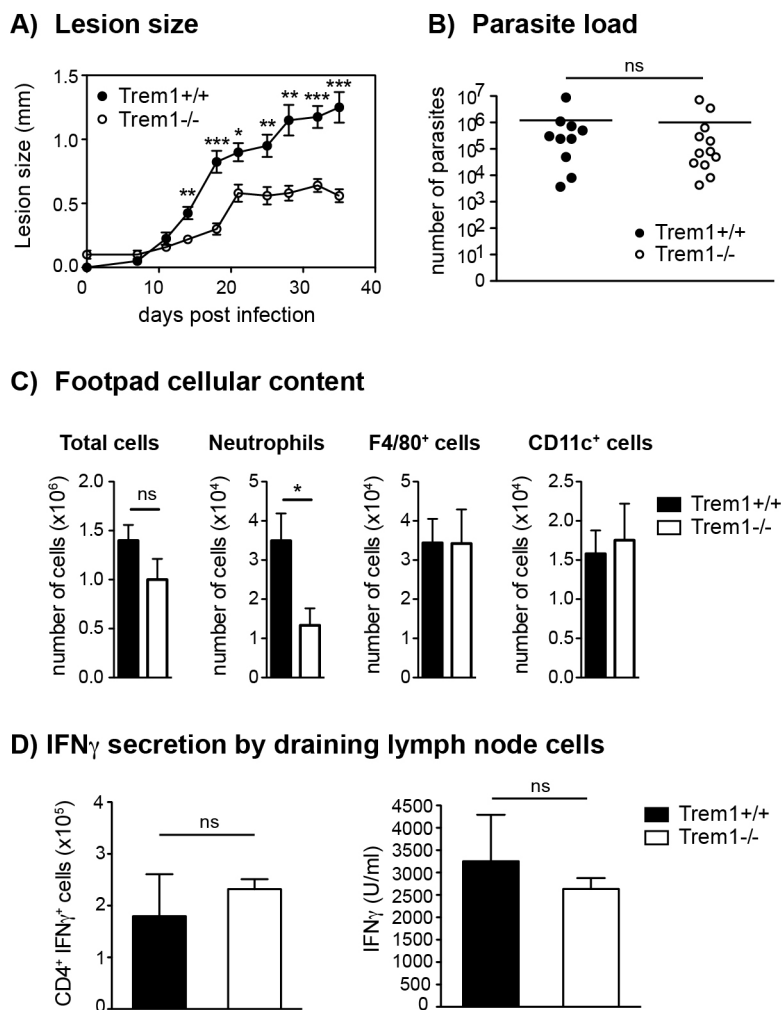 A) Lesion size
Lesion size (mm)
1.5
1.0
0.5
0.0
Trem1+/+
Trem1-/-
**
***
*
**
**
***
***
0 10 20 30 40
days post infection
B) Parasite load
ns
number of parasites
10⁷
10⁶
10⁵
10⁴
10³
10²
10¹
0
Trem1+/+
Trem1-/-
C) Footpad cellular content
Total cells
number of cells (x10⁶)
2.0
1.5
1.0
0.5
0.0
ns
Neutrophils
number of cells (x10⁴)
5
4
3
2
1
0
*
F4/80⁺ cells
number of cells (x10⁴)
5
4
3
2
1
0
CD11c⁺ cells
number of cells (x10⁴)
2.5
2.0
1.5
1.0
0.5
0.0
Trem1+/+
Trem1-/-
D) IFNγ secretion by draining lymph node cells
CD4⁺ IFNγ⁺ cells (x10⁵)
4
3
2
1
0
ns
IFNγ (U/ml)
4500
4000
3500
3000
2500
2000
1500
1000
500
0
ns
Trem1+/+
Trem1-/-